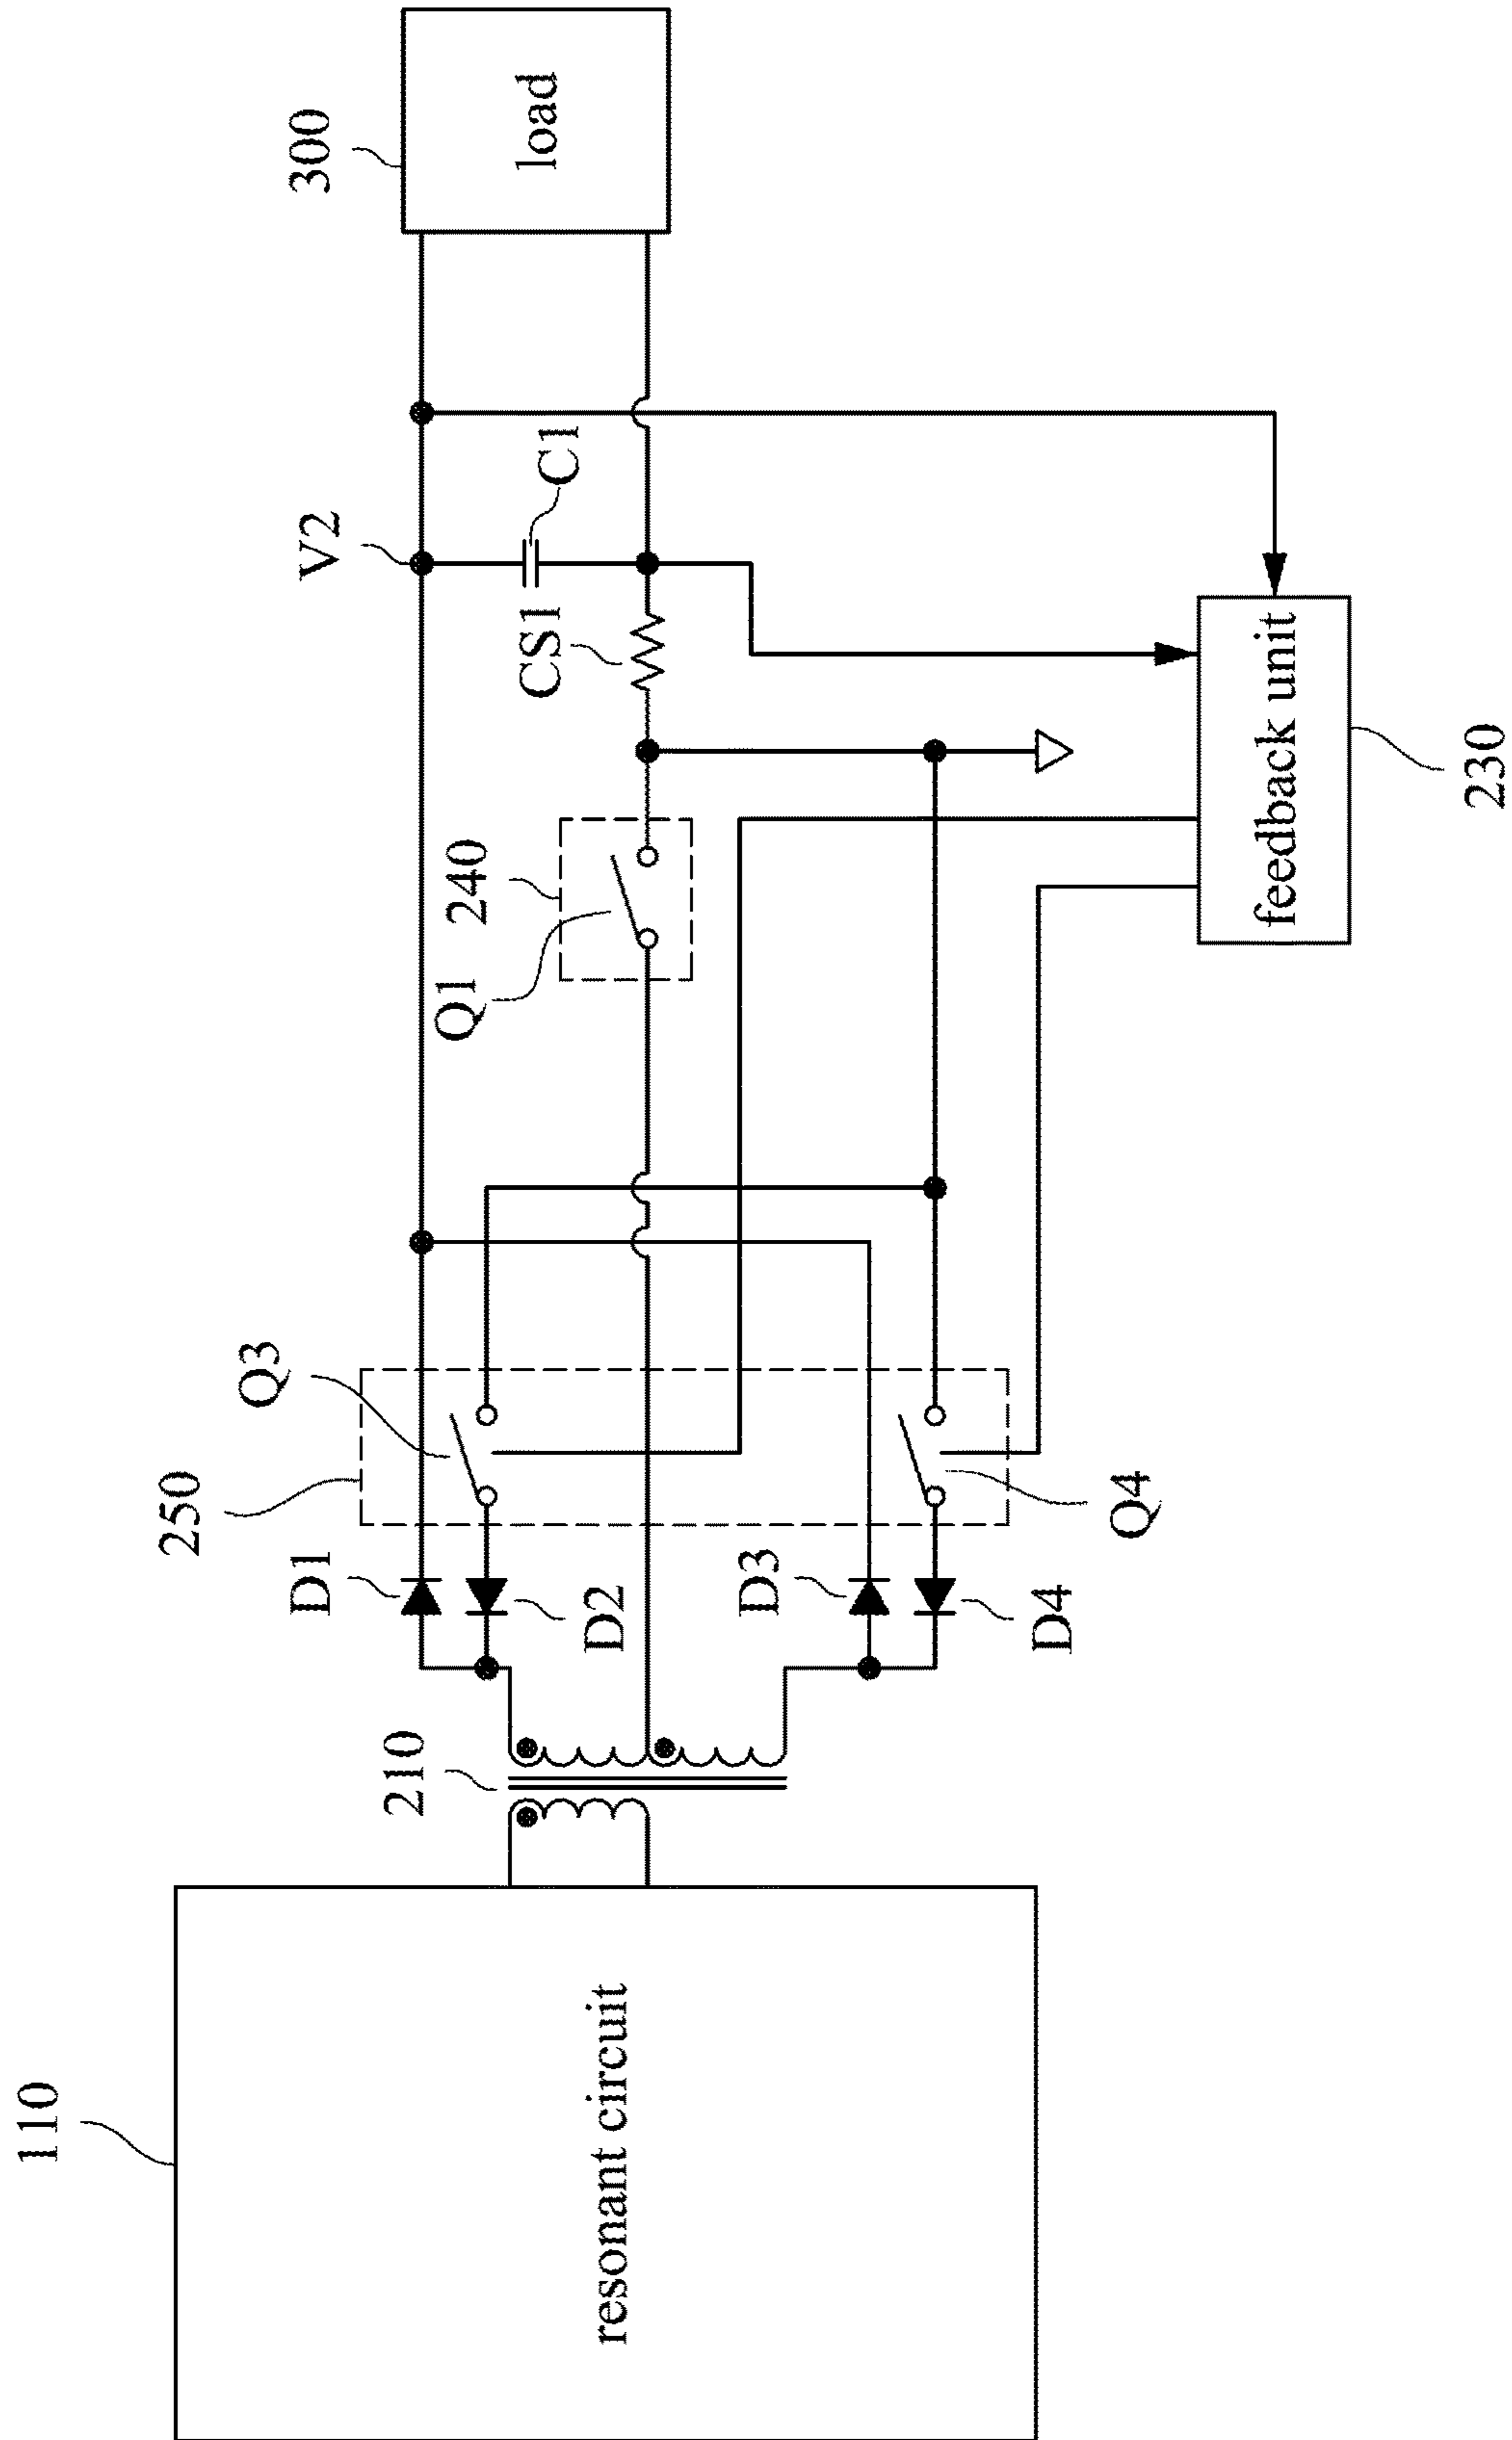 110
resonant circuit
210
D1
D2
D3
D4
250
Q3
Q4
Q1
240
CS1
C1
V2
300
load
feedback unit
230